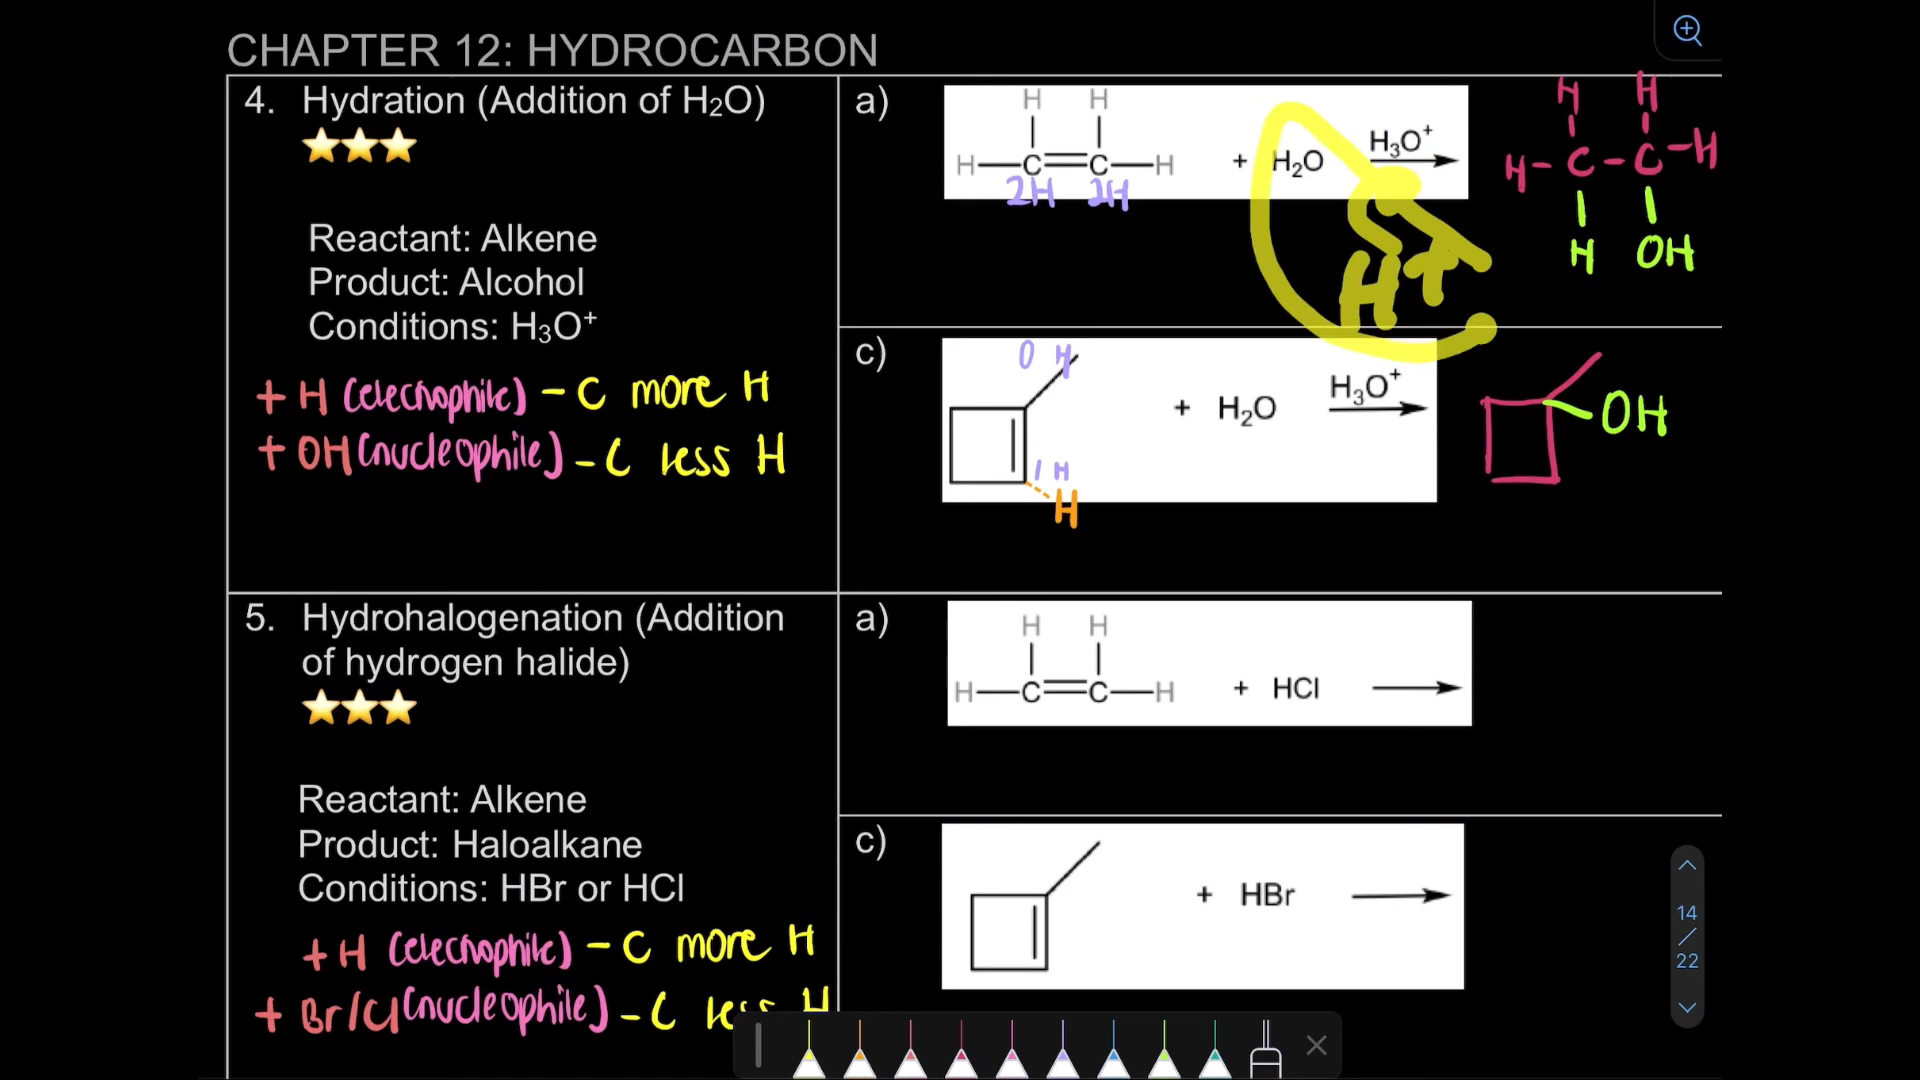 CHAPTER 12: HYDROCARBON
4. Hydration (Addition of H₂O)
Reactant: Alkene
Product: Alcohol
Conditions: H₃O⁺
+ H (electrophile) - C more H
+ OH (nucleophile) - C less H
a)
H H
H C C H
2H 2H
+ H₂O
H₃O⁺
H H
H - C - C - H
H OH
c)
O H
1 H
H
+ H₂O
H₃O⁺
OH
5. Hydrohalogenation (Addition
of hydrogen halide)
Reactant: Alkene
Product: Haloalkane
Conditions: HBr or HCl
+ H (electrophile) - C more H
+ Br/Cl (nucleophile) - C less H
a)
H H
H C C H
+ HCl
c)
+ HBr
14
/
22